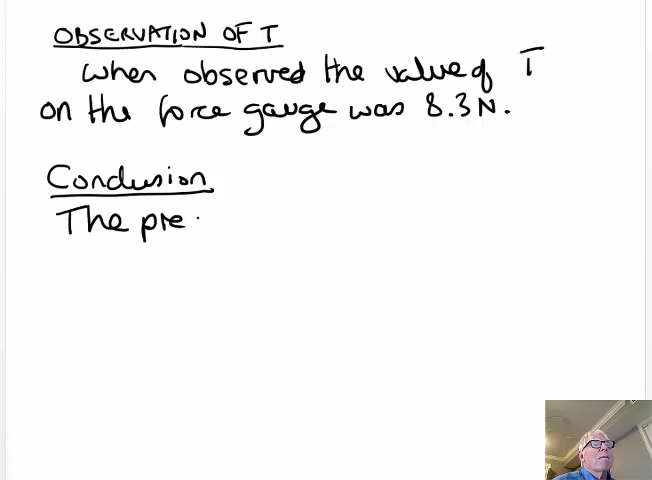 OBSERVATION OF T
When observed the value of T
on the force gauge was 8.3N.
Conclusion
The pre